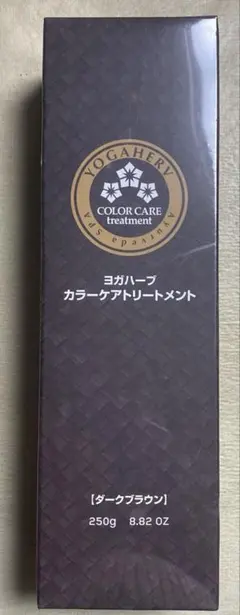 YOGAHERV
COLOR CARE
treatment
Ayurveda Spa
ヨガハーブ
カラーケアトリートメント
【ダークブラウン】
250g 8.82 OZ